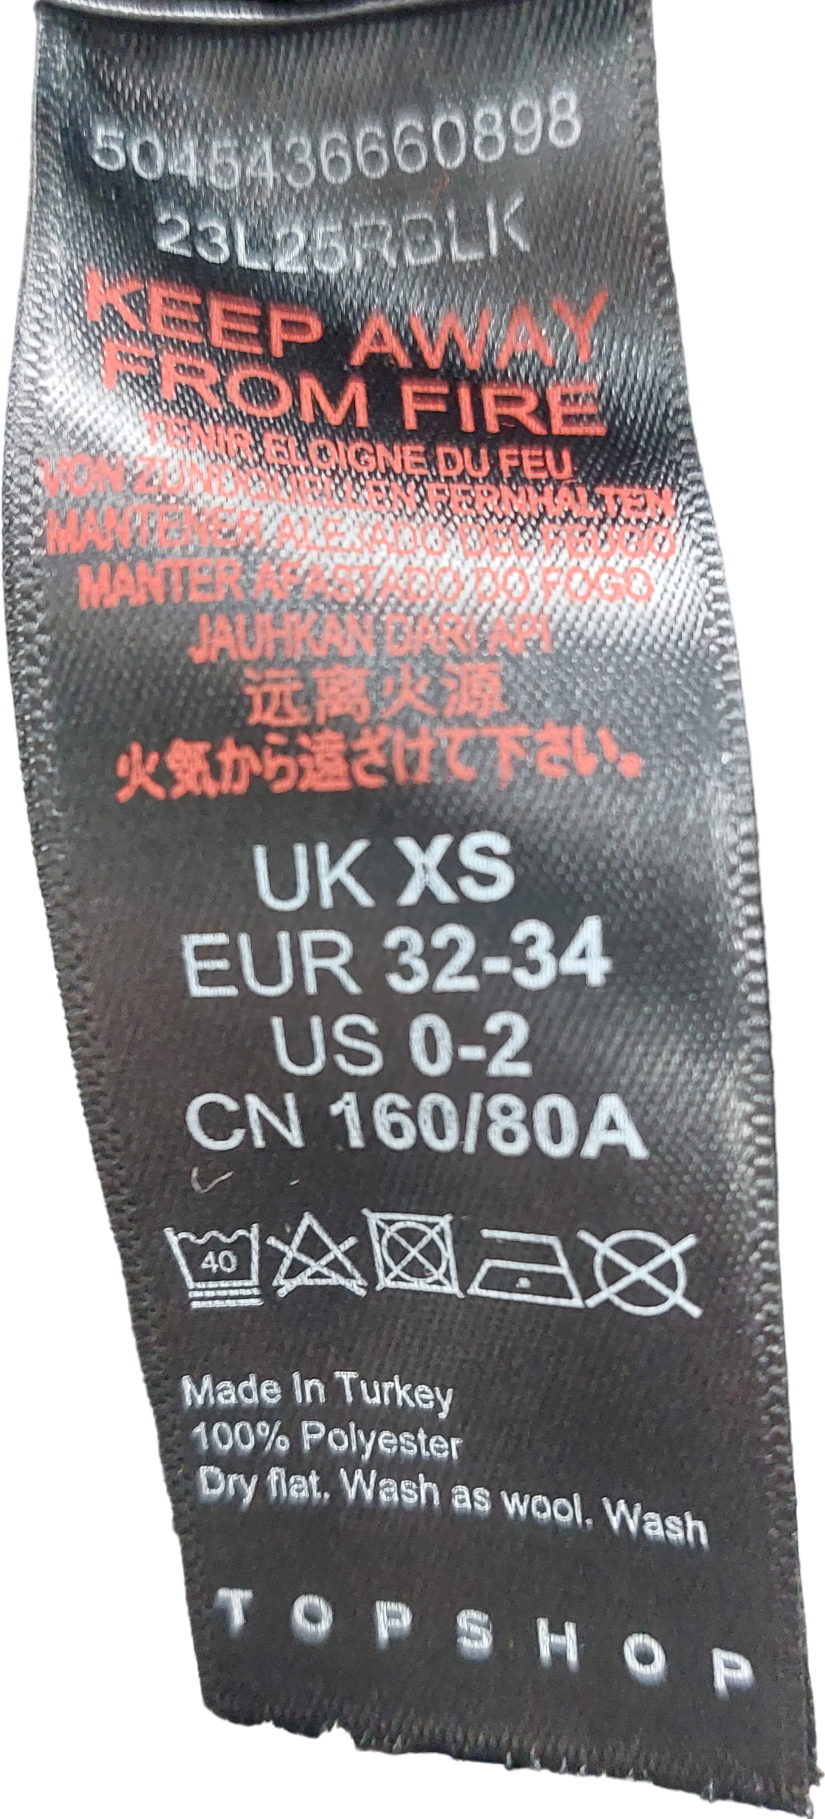 5045436660898
23L25RBLK
KEEP AWAY
FROM FIRE
TENIR ELOIGNE DU FEU
VON ZUNDQUELLEN FERNHALTEN
MANTENER ALEJADO DEL FEUGO
MANTER AFASTADO DO FOGO
JAUHKAN DARI API
远离火源
火気から遠ざけて下さい。
UK XS
EUR 32-34
US 0-2
CN 160/80A
40
Made In Turkey
100% Polyester
Dry flat. Wash as wool. Wash
TOPSHOP